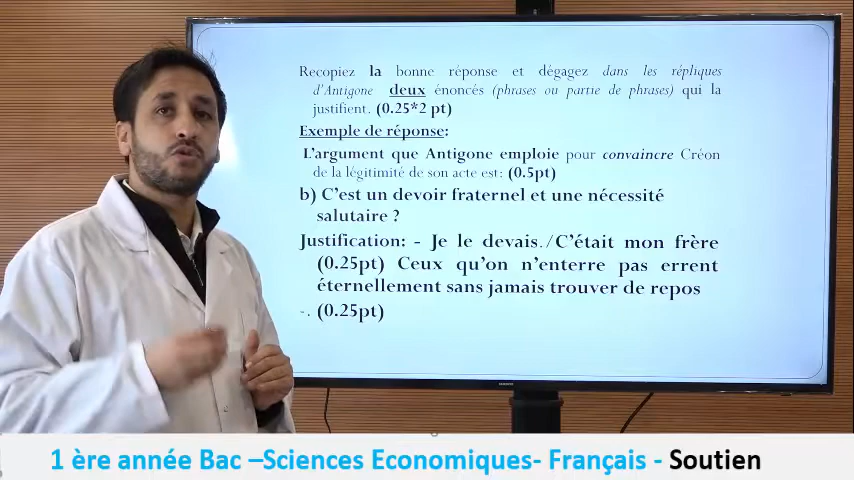 Recopiez la bonne réponse et dégagez dans les répliques
d'Antigone deux énoncés (phrases ou partie de phrases) qui la
justifient. (0.25*2 pt)
Exemple de réponse:
L'argument que Antigone emploie pour convaincre Créon
de la légitimité de son acte est: (0.5pt)
b) C'est un devoir fraternel et une nécessité
salutaire ?
Justification: - Je le devais./C'était mon frère
(0.25pt) Ceux qu'on n'enterre pas errent
éternellement sans jamais trouver de repos
-. (0.25pt)
1 ère année Bac –Sciences Economiques- Français - Soutien